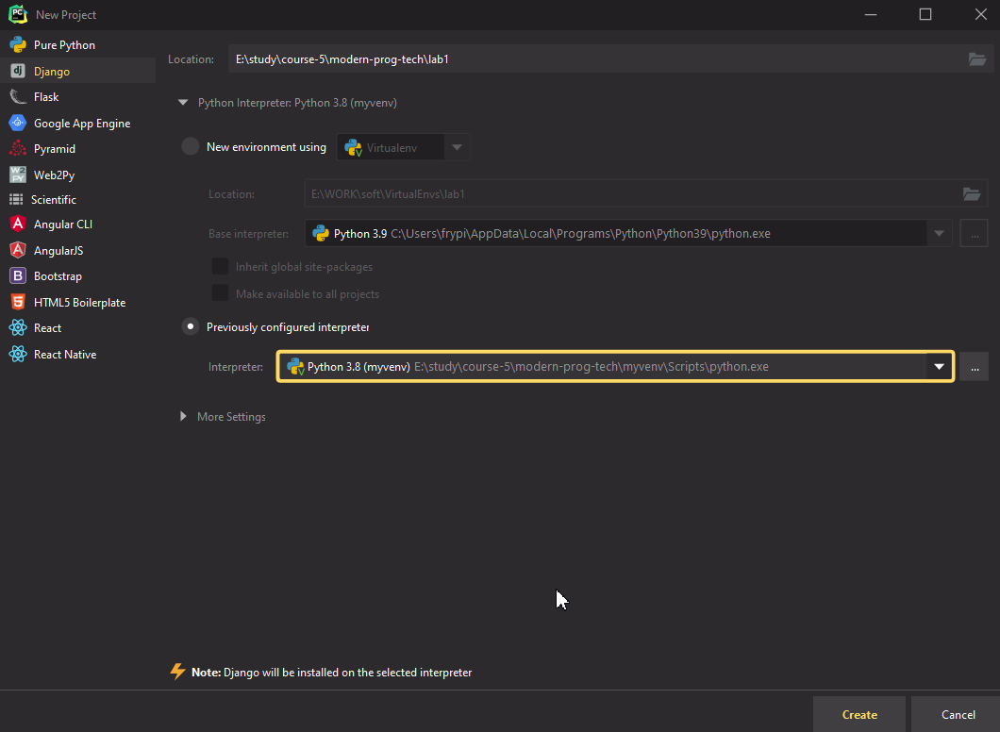 New Project
Pure Python
Django
Flask
Google App Engine
Pyramid
Web2Py
Scientific
Angular CLI
AngularJS
Bootstrap
HTML5 Boilerplate
React
React Native
Location: E:\study\course-5\modern-prog-tech\lab1
Python Interpreter: Python 3.8 (myvenv)
New environment using Virtualenv
Location: E:\WORK\soft\VirtualEnvs\lab1
Base interpreter: Python 3.9 C:\Users\frypi\AppData\Local\Programs\Python\Python39\python.exe ...
Inherit global site-packages
Make available to all projects
Previously configured interpreter
Interpreter: Python 3.8 (myvenv) E:\study\course-5\modern-prog-tech\myvenv\Scripts\python.exe ...
More Settings
Note: Django will be installed on the selected interpreter
Create Cancel